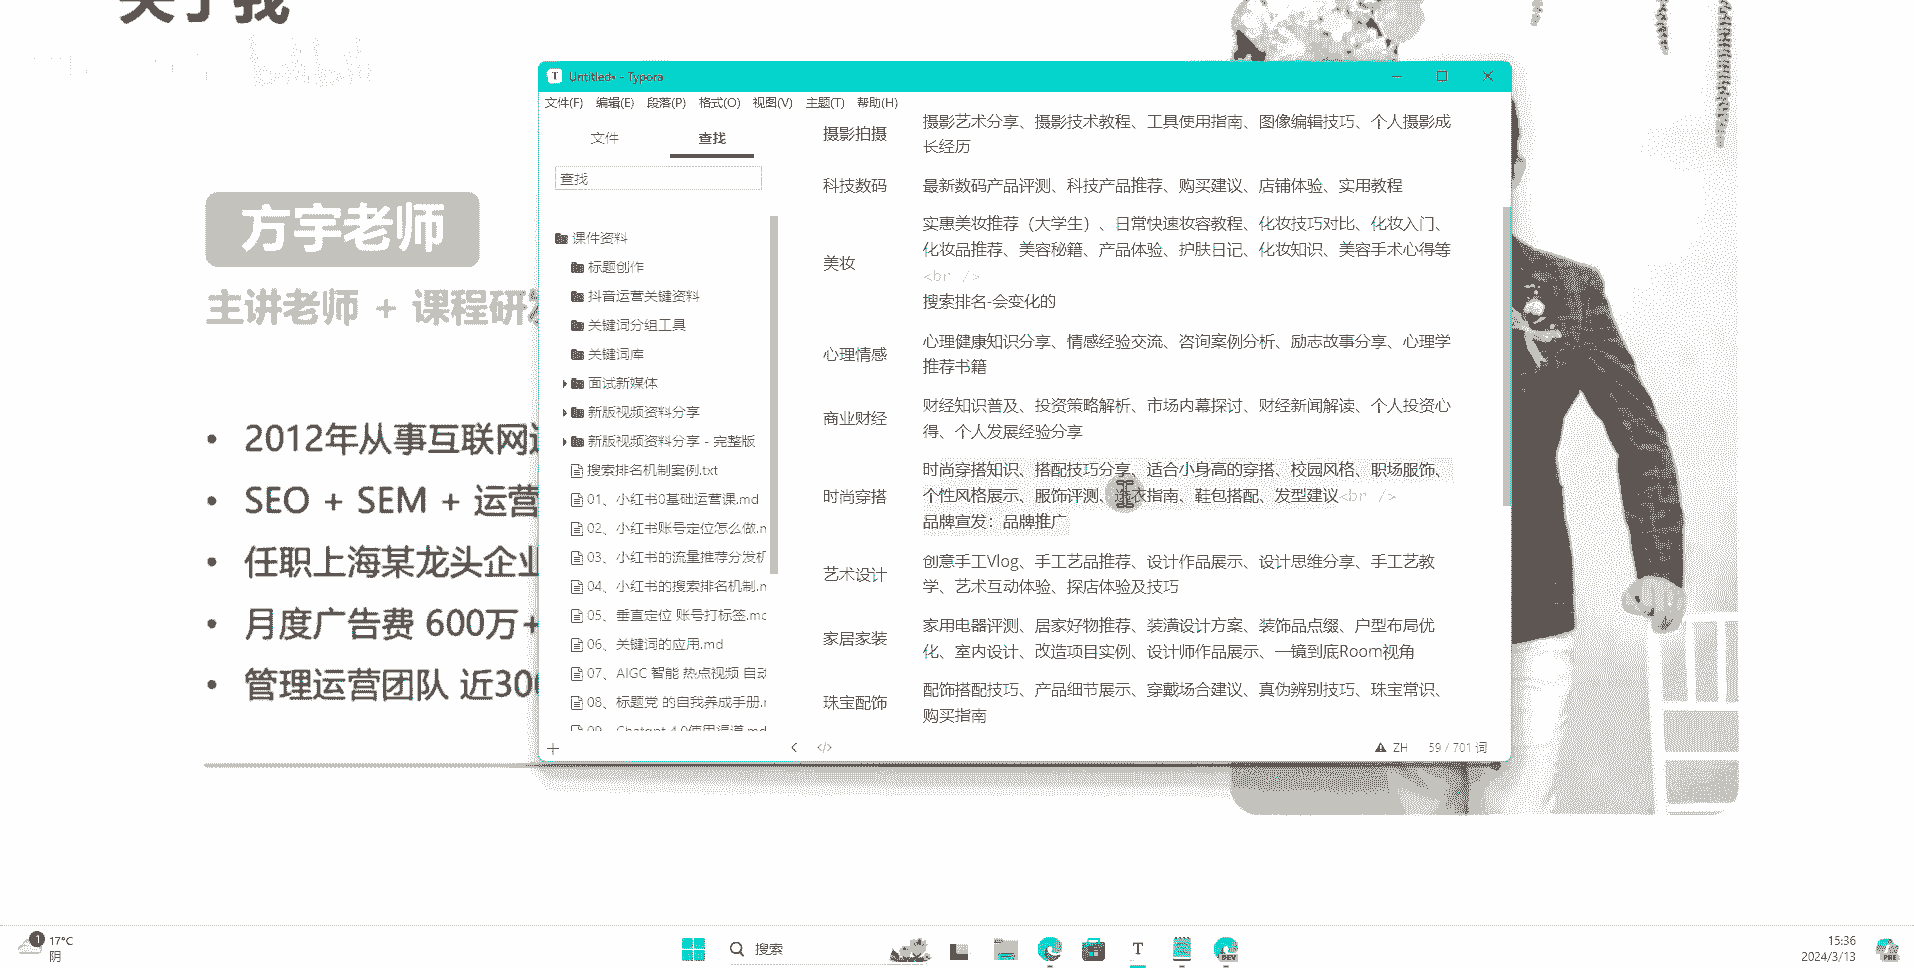 关于我
方宇老师
主讲老师 + 课程研
2012年从事互联网
SEO + SEM + 运营
任职上海某龙头企业
月度广告费 600万+
管理运营团队 近300
Untitled• - Typora
文件(F) 编辑(E) 段落(P) 格式(O) 视图(V) 主题(T) 帮助(H)
文件 查找
查找
课件资料
标题创作
抖音运营关键资料
关键词分组工具
关键词库
面试新媒体
新版视频资料分享
新版视频资料分享 - 完整版
搜索排名机制案例.txt
01、小红书0基础运营课.md
02、小红书账号定位怎么做.m
03、小红书的流量推荐分发机
04、小红书的搜索排名机制.m
05、垂直定位 账号打标签.md
06、关键词的应用.md
07、AIGC 智能 热点视频 自动
08、标题党 的自我养成手册.m
09、Chatgpt 4.0使用渠道.md
摄影拍摄
摄影艺术分享、摄影技术教程、工具使用指南、图像编辑技巧、个人摄影成
长经历
科技数码
最新数码产品评测、科技产品推荐、购买建议、店铺体验、实用教程
美妆
实惠美妆推荐（大学生）、日常快速妆容教程、化妆技巧对比、化妆入门、
化妆品推荐、美容秘籍、产品体验、护肤日记、化妆知识、美容手术心得等
<br />
搜索排名-会变化的
心理情感
心理健康知识分享、情感经验交流、咨询案例分析、励志故事分享、心理学
推荐书籍
商业财经
财经知识普及、投资策略解析、市场内幕探讨、财经新闻解读、个人投资心
得、个人发展经验分享
时尚穿搭
时尚穿搭知识、搭配技巧分享、适合小身高的穿搭、校园风格、职场服饰、
个性风格展示、服饰评测、选衣指南、鞋包搭配、发型建议<br />
品牌宣发：品牌推广
艺术设计
创意手工Vlog、手工艺品推荐、设计作品展示、设计思维分享、手工艺教
学、艺术互动体验、探店体验及技巧
家居家装
家用电器评测、居家好物推荐、装潢设计方案、装饰品点缀、户型布局优
化、室内设计、改造项目实例、设计师作品展示、一镜到底Room视角
珠宝配饰
配饰搭配技巧、产品细节展示、穿戴场合建议、真伪辨别技巧、珠宝常识、
购买指南
ZH 59 / 701 词
1 17°C
阴
搜索
DEV
15:36
2024/3/13
PRE